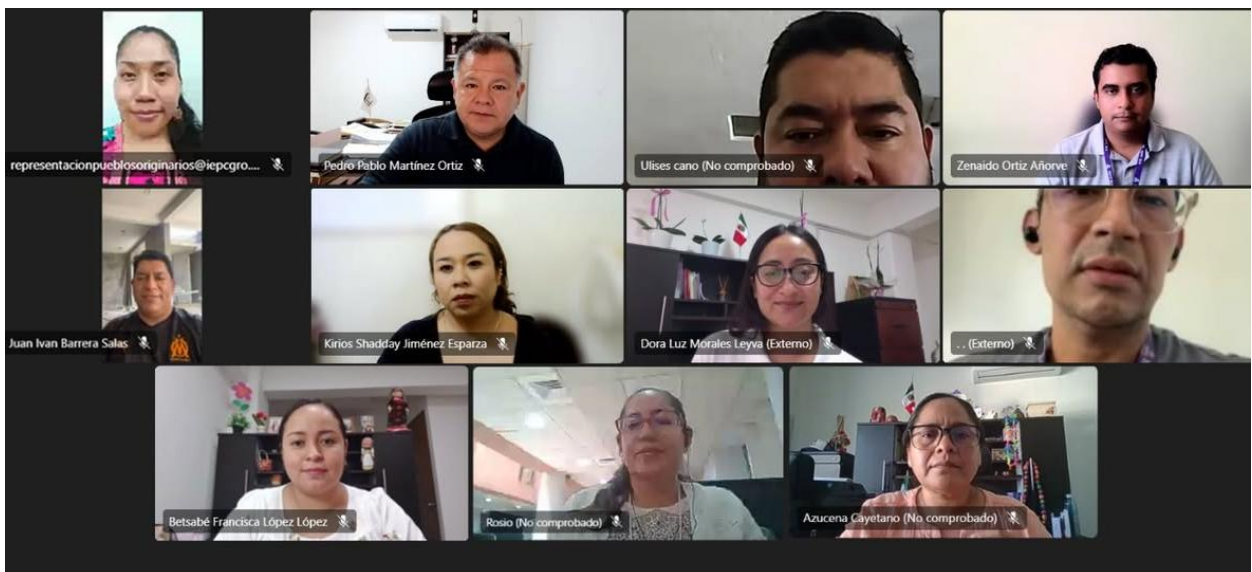 representacionpueblosoriginarios@iepcgro....
Pedro Pablo Martínez Ortiz
Ulises cano (No comprobado)
Zenaido Ortiz Añorve
Juan Ivan Barrera Salas
Kirios Shadday Jiménez Esparza
Dora Luz Morales Leyva (Externo)
. . (Externo)
Betsabé Francisca López López
Rosio (No comprobado)
Azucena Cayetano (No comprobado)